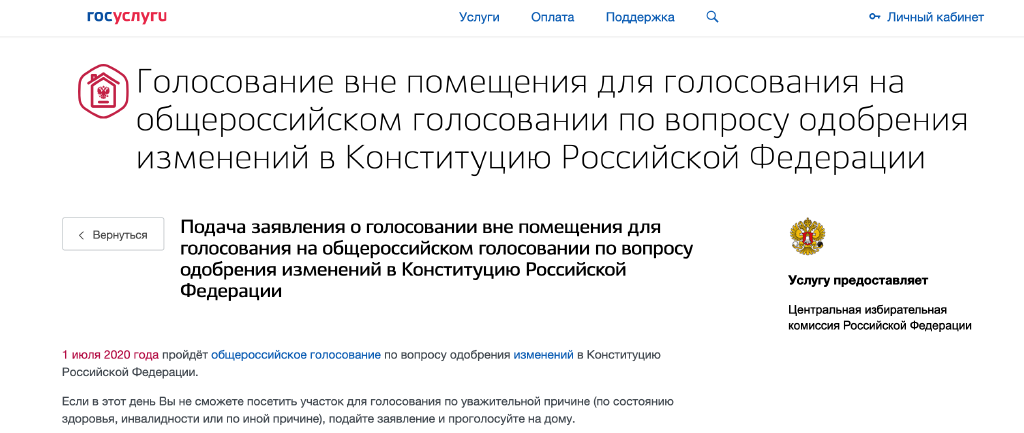 госуслуги
Услуги
Оплата
Поддержка
Личный кабинет
Голосование вне помещения для голосования на
общероссийском голосовании по вопросу одобрения
изменений в Конституцию Российской Федерации
Вернуться
Подача заявления о голосовании вне помещения для
голосования на общероссийском голосовании по вопросу
одобрения изменений в Конституцию Российской
Федерации
Услугу предоставляет
Центральная избирательная
комиссия Российской Федерации
1 июля 2020 года пройдёт общероссийское голосование по вопросу одобрения изменений в Конституцию
Российской Федерации.
Если в этот день Вы не сможете посетить участок для голосования по уважительной причине (по состоянию
здоровья, инвалидности или по иной причине), подайте заявление и проголосуйте на дому.